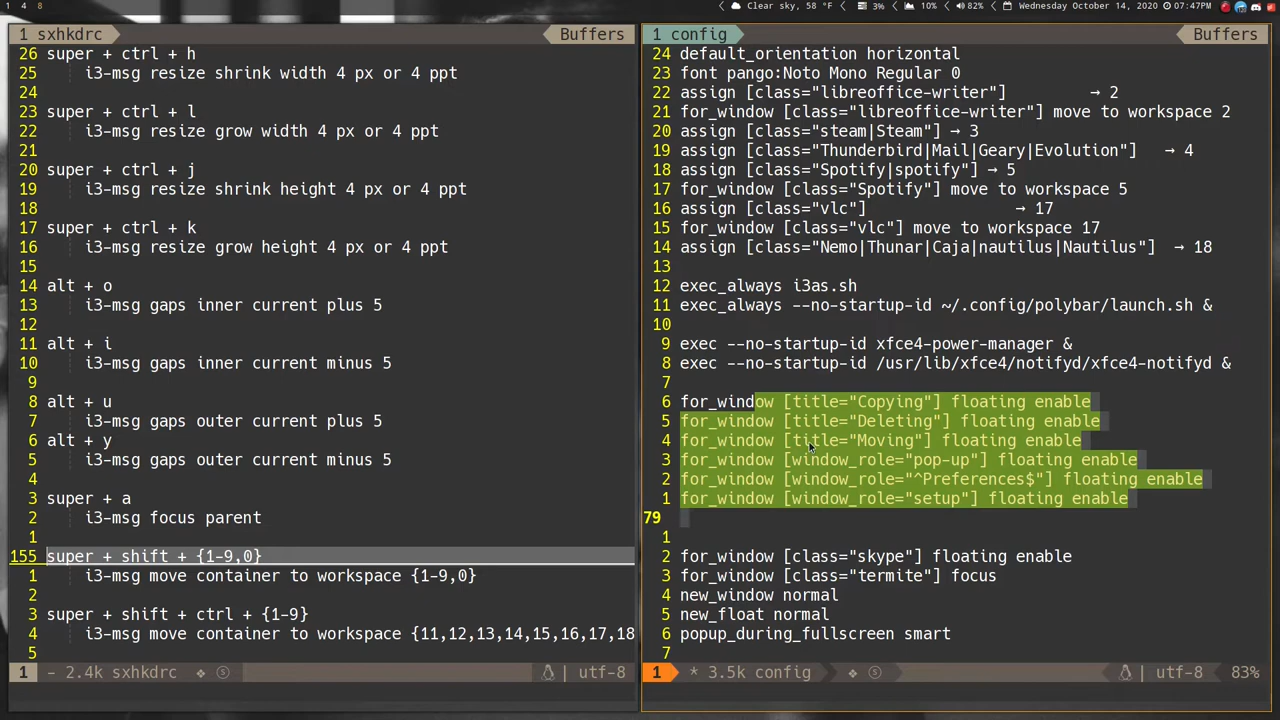 1 4 8
Clear sky, 58 °F 3% 10% 82% Wednesday October 14, 2020 07:47PM
1 sxhkdrc Buffers
26 super + ctrl + h
25 i3-msg resize shrink width 4 px or 4 ppt
24
23 super + ctrl + l
22 i3-msg resize grow width 4 px or 4 ppt
21
20 super + ctrl + j
19 i3-msg resize shrink height 4 px or 4 ppt
18
17 super + ctrl + k
16 i3-msg resize grow height 4 px or 4 ppt
15
14 alt + o
13 i3-msg gaps inner current plus 5
12
11 alt + i
10 i3-msg gaps inner current minus 5
9
8 alt + u
7 i3-msg gaps outer current plus 5
6 alt + y
5 i3-msg gaps outer current minus 5
4
3 super + a
2 i3-msg focus parent
1
155 super + shift + {1-9,0}
1 i3-msg move container to workspace {1-9,0}
2
3 super + shift + ctrl + {1-9}
4 i3-msg move container to workspace {11,12,13,14,15,16,17,18
5
1 - 2.4k sxhkdrc ❖ ⓢ | utf-8
1 config Buffers
24 default_orientation horizontal
23 font pango:Noto Mono Regular 0
22 assign [class="libreoffice-writer"] → 2
21 for_window [class="libreoffice-writer"] move to workspace 2
20 assign [class="steam|Steam"] → 3
19 assign [class="Thunderbird|Mail|Geary|Evolution"] → 4
18 assign [class="Spotify|spotify"] → 5
17 for_window [class="Spotify"] move to workspace 5
16 assign [class="vlc"] → 17
15 for_window [class="vlc"] move to workspace 17
14 assign [class="Nemo|Thunar|Caja|nautilus|Nautilus"] → 18
13
12 exec_always i3as.sh
11 exec_always --no-startup-id ~/.config/polybar/launch.sh &
10
9 exec --no-startup-id xfce4-power-manager &
8 exec --no-startup-id /usr/lib/xfce4/notifyd/xfce4-notifyd &
7
6 for_window [title="Copying"] floating enable
5 for_window [title="Deleting"] floating enable
4 for_window [title="Moving"] floating enable
3 for_window [window_role="pop-up"] floating enable
2 for_window [window_role="^Preferences$"] floating enable
1 for_window [window_role="setup"] floating enable
79
1
2 for_window [class="skype"] floating enable
3 for_window [class="termite"] focus
4 new_window normal
5 new_float normal
6 popup_during_fullscreen smart
7
1 * 3.5k config ❖ ⓢ | utf-8 83%